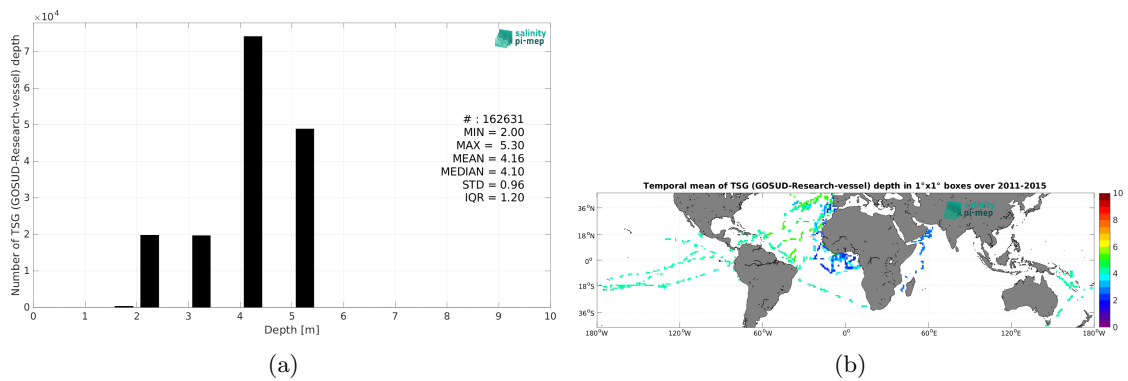 ×10⁴
salinity
pi-mep
Number of TSG (GOSUD-Research-vessel) depth
7
6
5
4
3
2
1
0
# : 162631
MIN = 2.00
MAX = 5.30
MEAN = 4.16
MEDIAN = 4.10
STD = 0.96
IQR = 1.20
0 1 2 3 4 5 6 7 8 9 10
Depth [m]
(a)
Temporal mean of TSG (GOSUD-Research-vessel) depth in 1°x1° boxes over 2011-2015
salinity
pi-mep
36°N
18°N
0°
18°S
36°S
180°W 120°W 60°W 0° 60°E 120°E 180°W
10
8
6
4
2
0
(b)